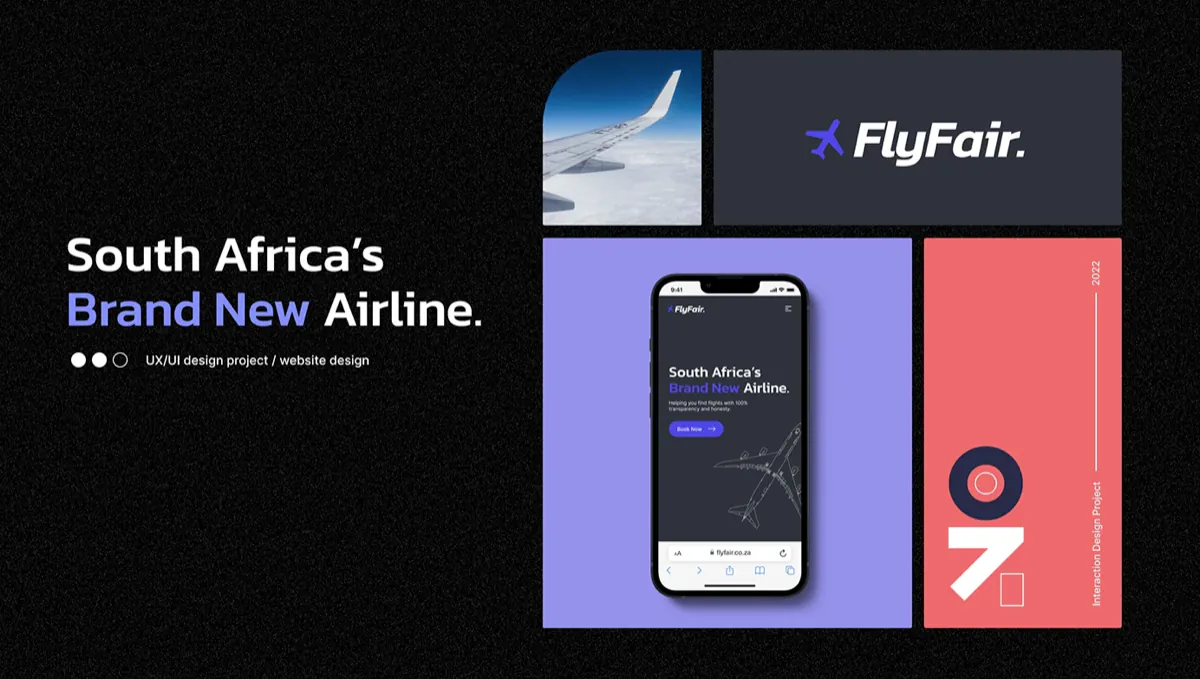 South Africa’s
Brand New Airline.
UX/UI design project / website design
FlyFair.
9:41
FlyFair.
South Africa’s
Brand New Airline.
Helping you find flights with 100%
transparency and honesty.
Book Now
AA
flyfair.co.za
2022
Interaction Design Project